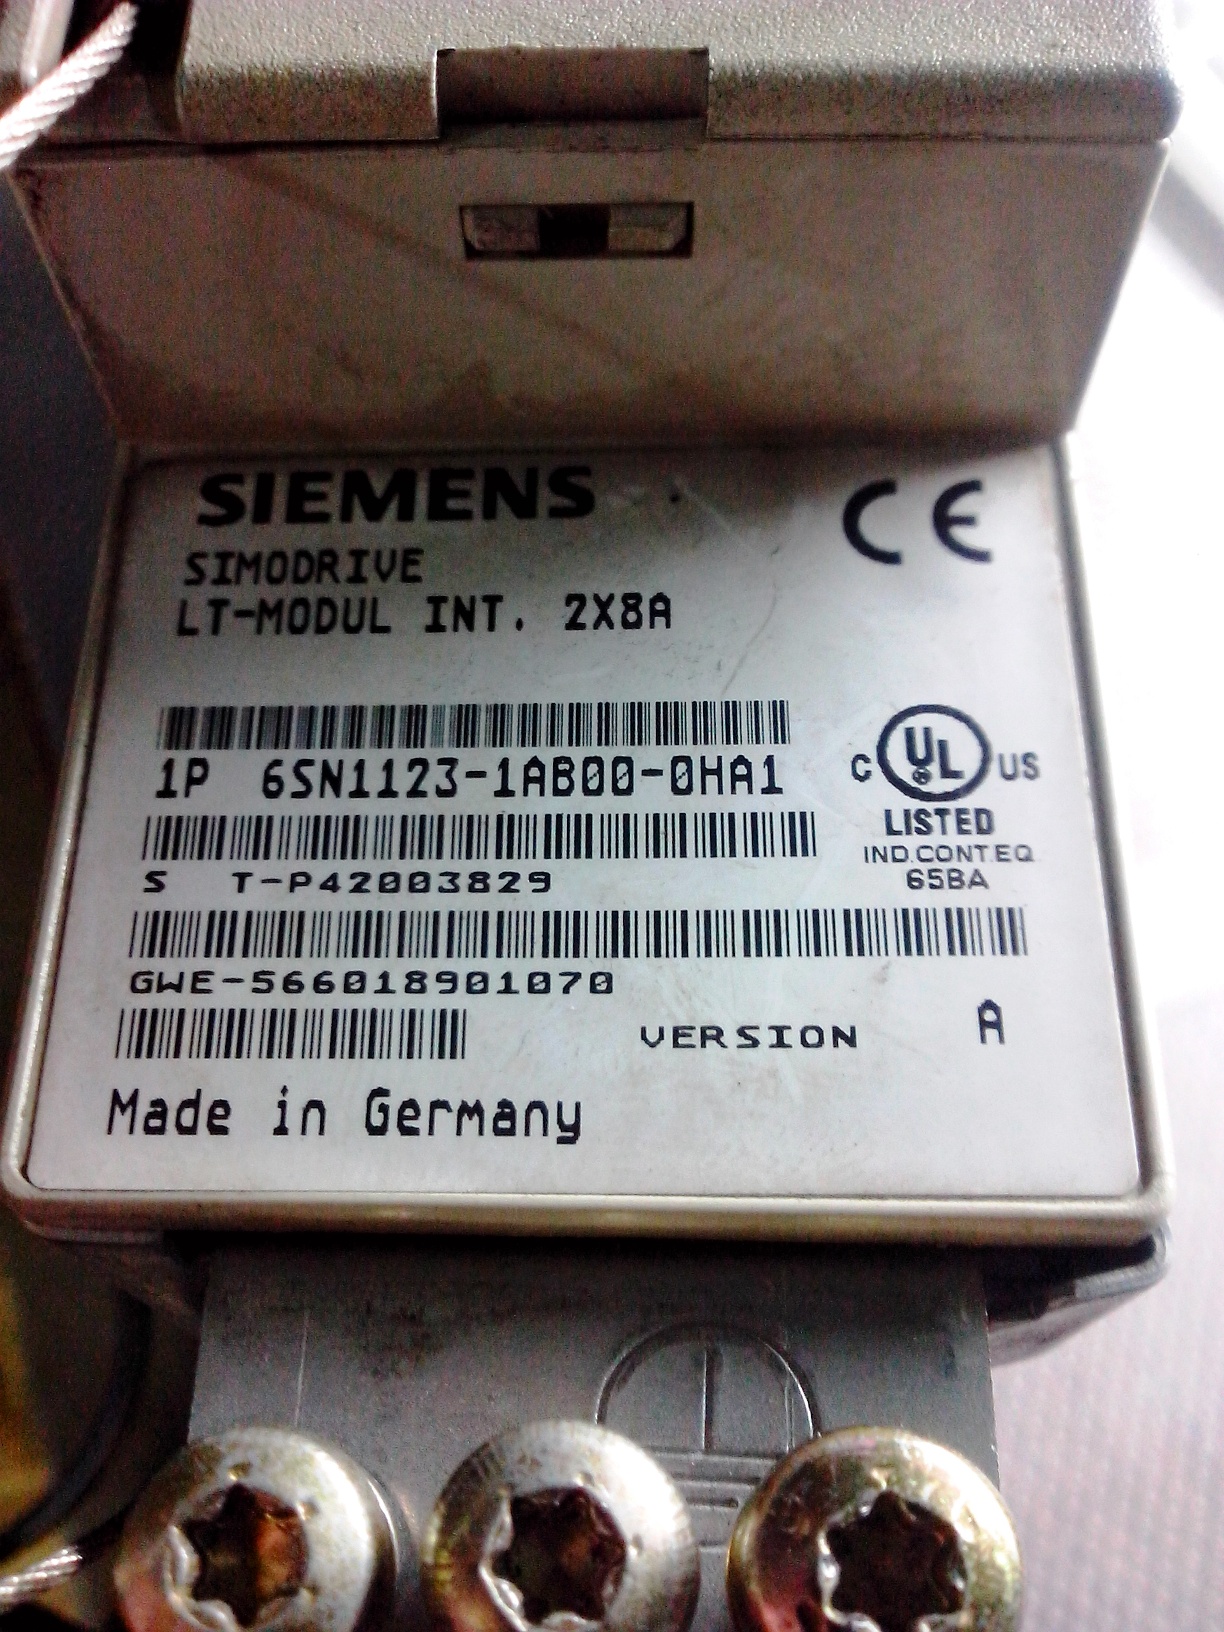 SIEMENS
CE
SIMODRIVE
LT-MODUL INT. 2X8A
1P 6SN1123-1AB00-0HA1
C UL US
®
LISTED
IND.CONT.EQ
65BA
S T-P42003829
GWE-566018901070
VERSION A
Made in Germany